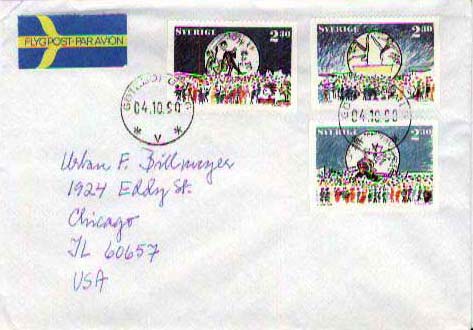 FLYGPOST·PAR AVION
SVERIGE 2.30
SVERIGE 2.30
SVERIGE 2.30
04.10.90
04.10.90
V
Urban F. Billmayer
1924 Eddy St.
Chicago
IL 60657
USA